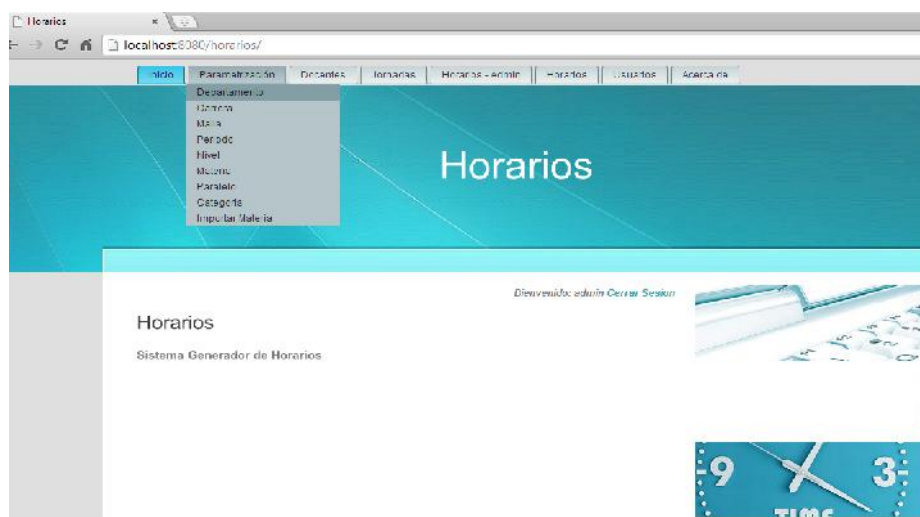 Horarios
localhost:8080/horarios/
Inicio Parametrización Docentes Jornadas Horarios - admin Horarios Usuarios Acerca de
Departamento
Carrera
Malla
Periodo
Nivel
Materia
Paralelo
Categoria
Importar Materia
Horarios
Bienvenido: admin Cerrar Sesion
Horarios
Sistema Generador de Horarios
9
3
TIME